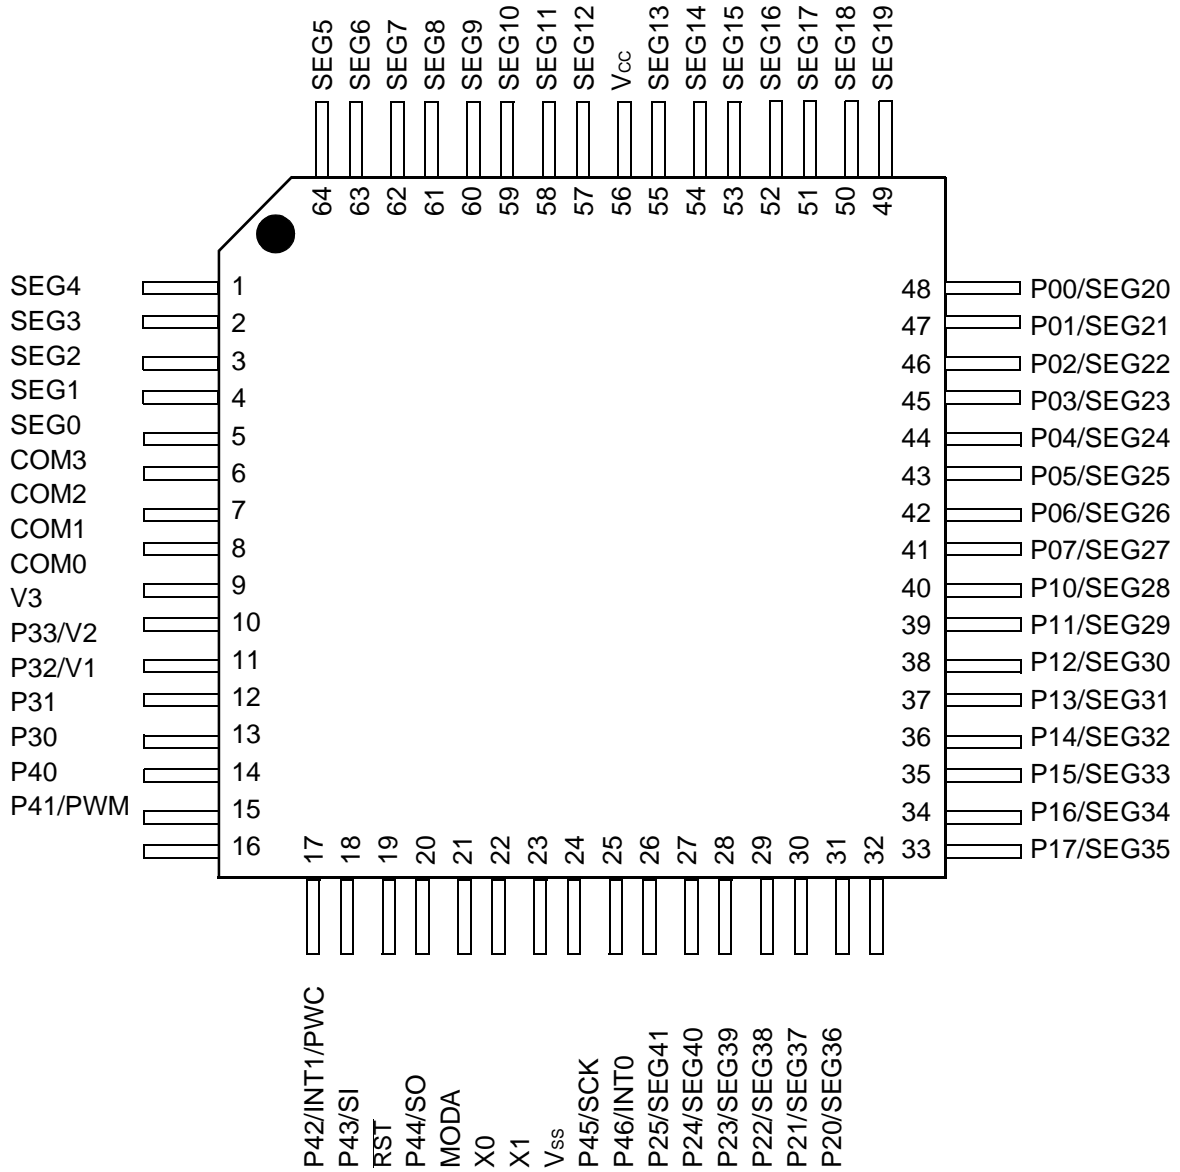 SEG5 SEG6 SEG7 SEG8 SEG9 SEG10 SEG11 SEG12 Vcc SEG13 SEG14 SEG15 SEG16 SEG17 SEG18 SEG19
64 63 62 61 60 59 58 57 56 55 54 53 52 51 50 49
SEG4 1 48 P00/SEG20
SEG3 2 47 P01/SEG21
SEG2 3 46 P02/SEG22
SEG1 4 45 P03/SEG23
SEG0 5 44 P04/SEG24
COM3 6 43 P05/SEG25
COM2 7 42 P06/SEG26
COM1 8 41 P07/SEG27
COM0 9 40 P10/SEG28
V3 10 39 P11/SEG29
P33/V2 11 38 P12/SEG30
P32/V1 12 37 P13/SEG31
P31 13 36 P14/SEG32
P30 14 35 P15/SEG33
P40 15 34 P16/SEG34
P41/PWM 16 33 P17/SEG35
17 18 19 20 21 22 23 24 25 26 27 28 29 30 31 32
P42/INT1/PWC P43/SI RST P44/SO MODA X0 X1 Vss P45/SCK P46/INT0 P25/SEG41 P24/SEG40 P23/SEG39 P22/SEG38 P21/SEG37 P20/SEG36